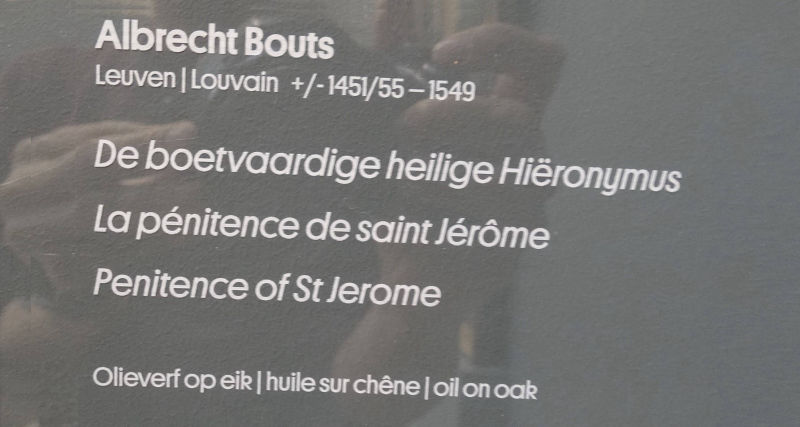 Albrecht Bouts
Leuven | Louvain +/- 1451/55 – 1549
De boetvaardige heilige Hiëronymus
La pénitence de saint Jérôme
Penitence of St Jerome
Olieverf op eik | huile sur chêne | oil on oak